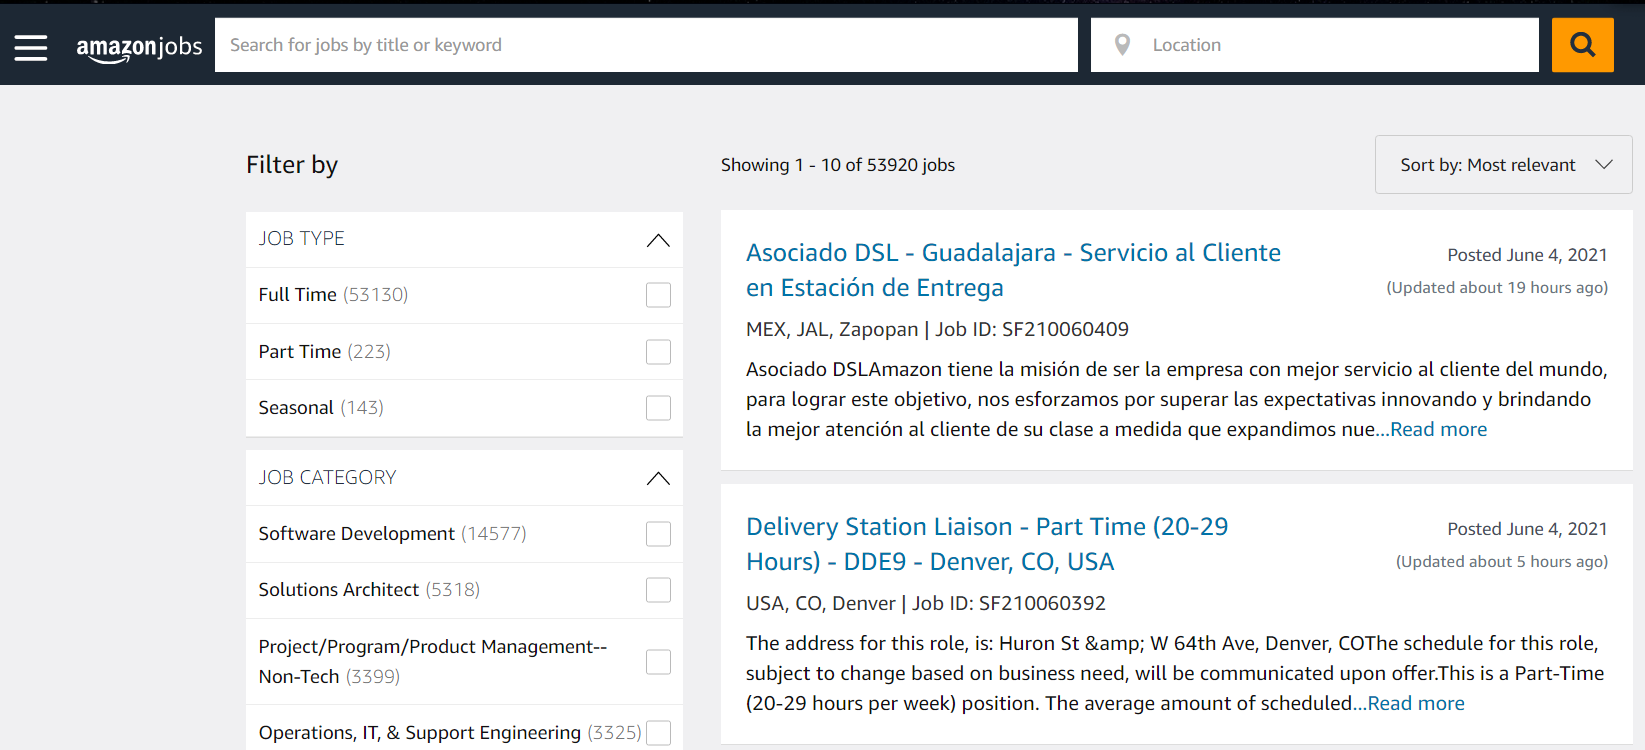 amazonjobs
Search for jobs by title or keyword
Location
Filter by
Showing 1 - 10 of 53920 jobs
Sort by: Most relevant
JOB TYPE
Full Time (53130)
Part Time (223)
Seasonal (143)
JOB CATEGORY
Software Development (14577)
Solutions Architect (5318)
Project/Program/Product Management--
Non-Tech (3399)
Operations, IT, & Support Engineering (3325)
Asociado DSL - Guadalajara - Servicio al Cliente
en Estación de Entrega
Posted June 4, 2021
(Updated about 19 hours ago)
MEX, JAL, Zapopan | Job ID: SF210060409
Asociado DSLAmazon tiene la misión de ser la empresa con mejor servicio al cliente del mundo,
para lograr este objetivo, nos esforzamos por superar las expectativas innovando y brindando
la mejor atención al cliente de su clase a medida que expandimos nue...Read more
Delivery Station Liaison - Part Time (20-29
Hours) - DDE9 - Denver, CO, USA
Posted June 4, 2021
(Updated about 5 hours ago)
USA, CO, Denver | Job ID: SF210060392
The address for this role, is: Huron St &amp; W 64th Ave, Denver, COThe schedule for this role,
subject to change based on business need, will be communicated upon offer.This is a Part-Time
(20-29 hours per week) position. The average amount of scheduled...Read more